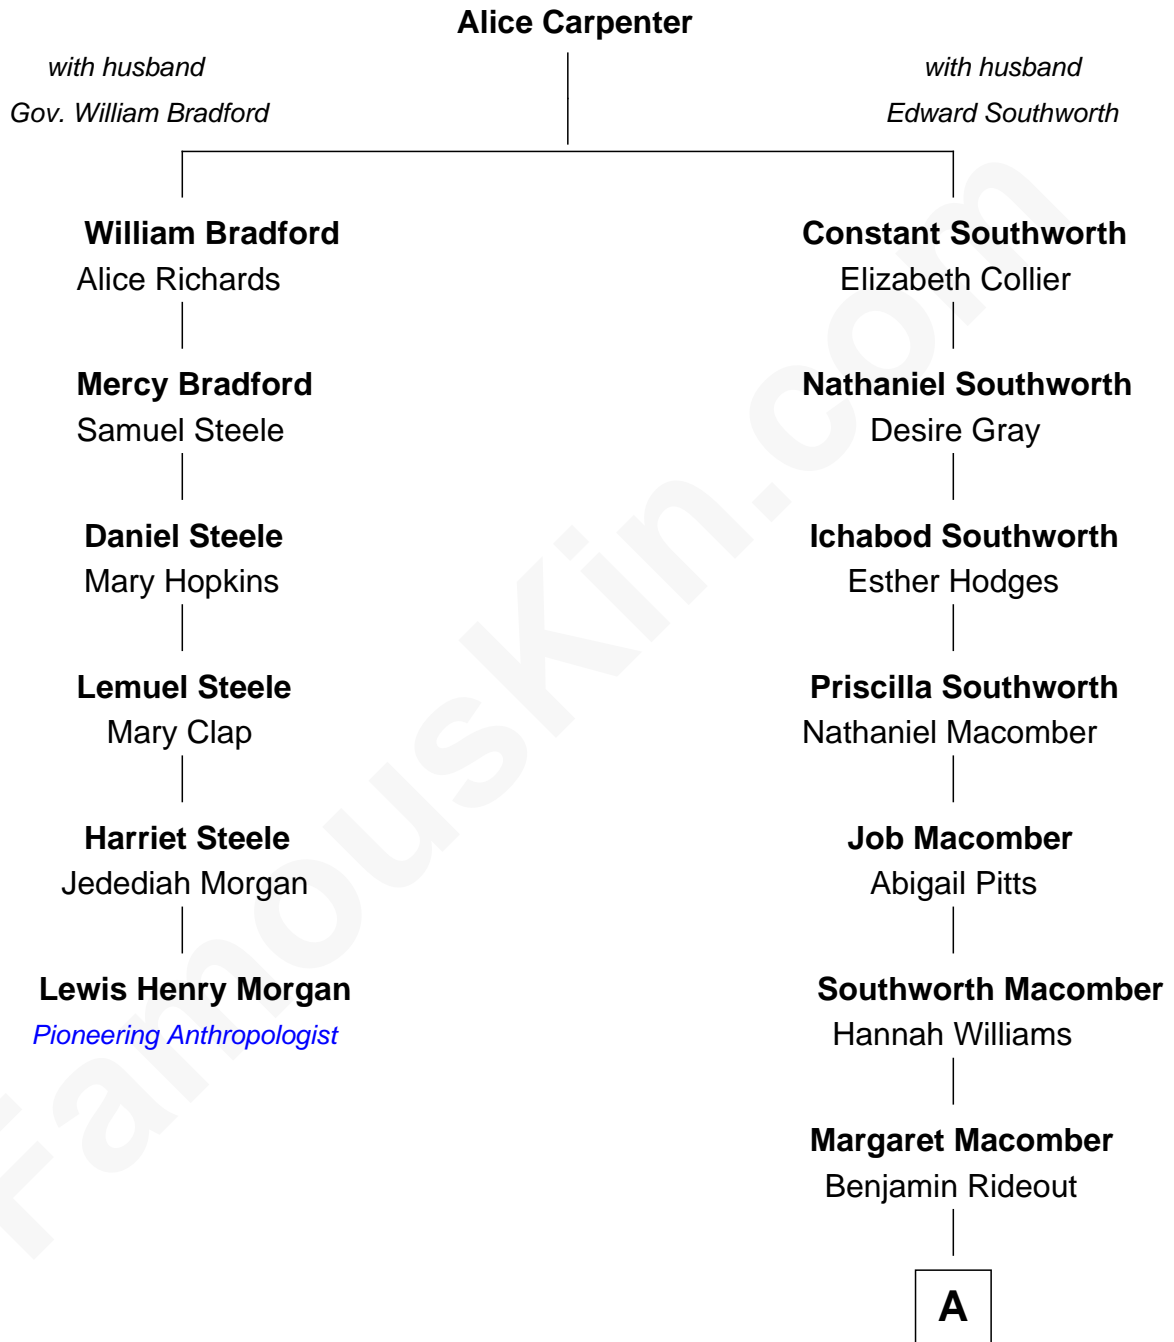 Alice Carpenter
with husband
Gov. William Bradford
with husband
Edward Southworth
William Bradford
Alice Richards
Mercy Bradford
Samuel Steele
Daniel Steele
Mary Hopkins
Lemuel Steele
Mary Clap
Harriet Steele
Jedediah Morgan
Lewis Henry Morgan
Pioneering Anthropologist
Constant Southworth
Elizabeth Collier
Nathaniel Southworth
Desire Gray
Ichabod Southworth
Esther Hodges
Priscilla Southworth
Nathaniel Macomber
Job Macomber
Abigail Pitts
Southworth Macomber
Hannah Williams
Margaret Macomber
Benjamin Rideout
A
FamousKin.com